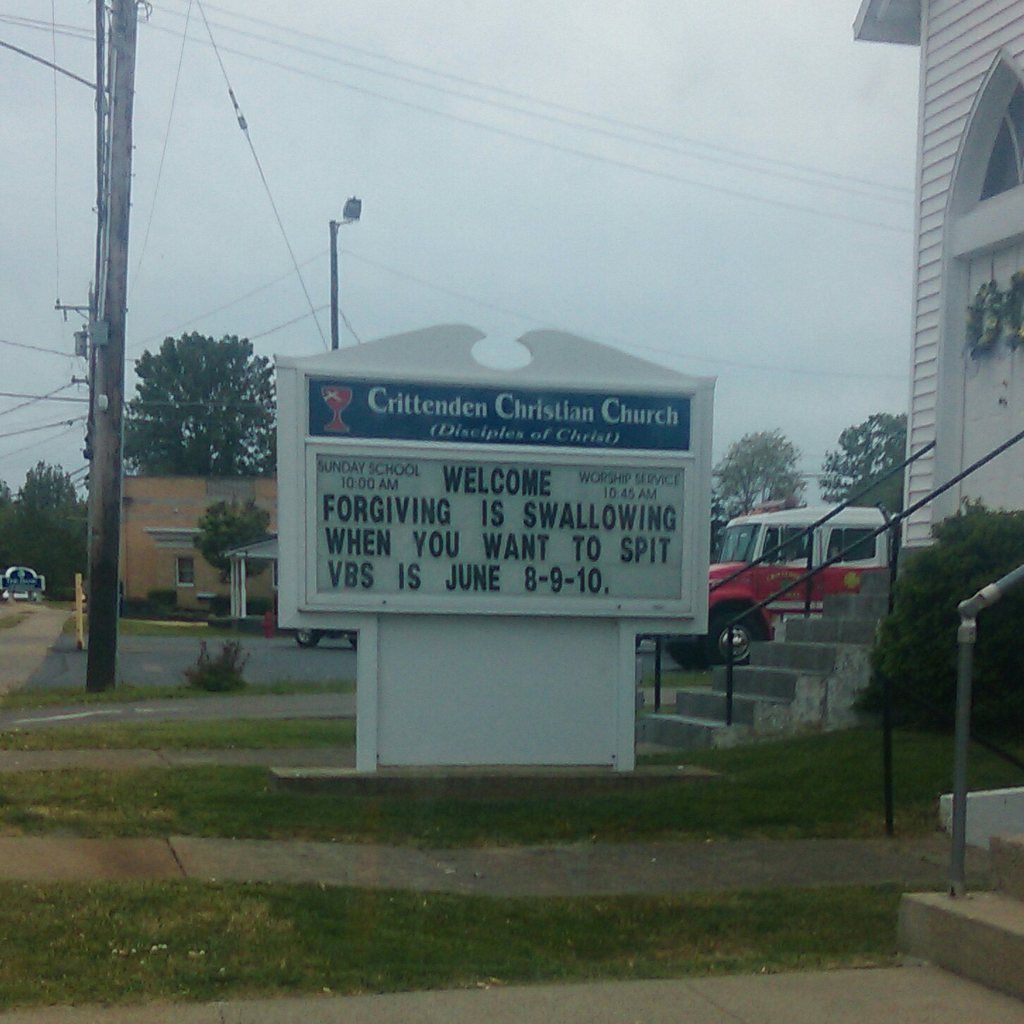 Crittenden Christian Church
(Disciples of Christ)
SUNDAY SCHOOL
10:00 AM
WELCOME
WORSHIP SERVICE
10:45 AM
FORGIVING IS SWALLOWING
WHEN YOU WANT TO SPIT
VBS IS JUNE 8-9-10.